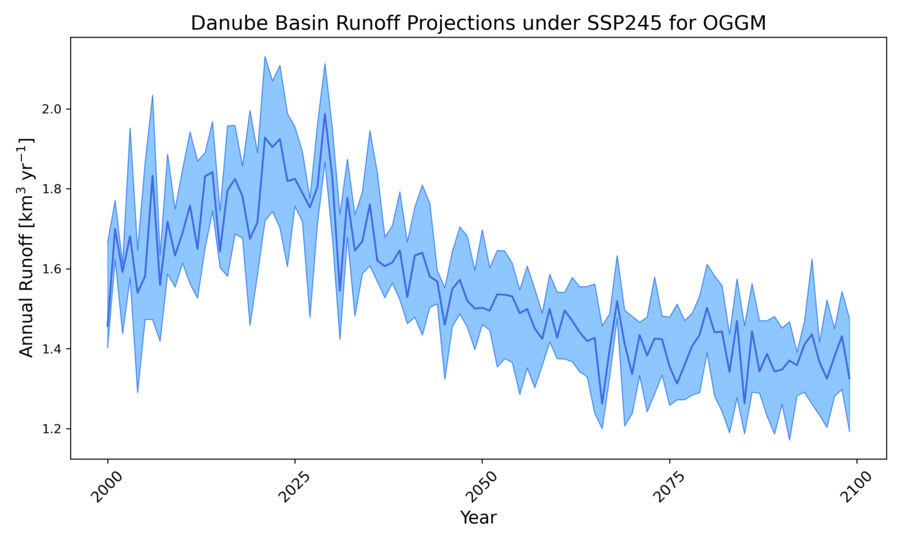 Danube Basin Runoff Projections under SSP245 for OGGM
Annual Runoff [km³ yr⁻¹]
2.0
1.8
1.6
1.4
1.2
2000 2025 2050 2075 2100
Year